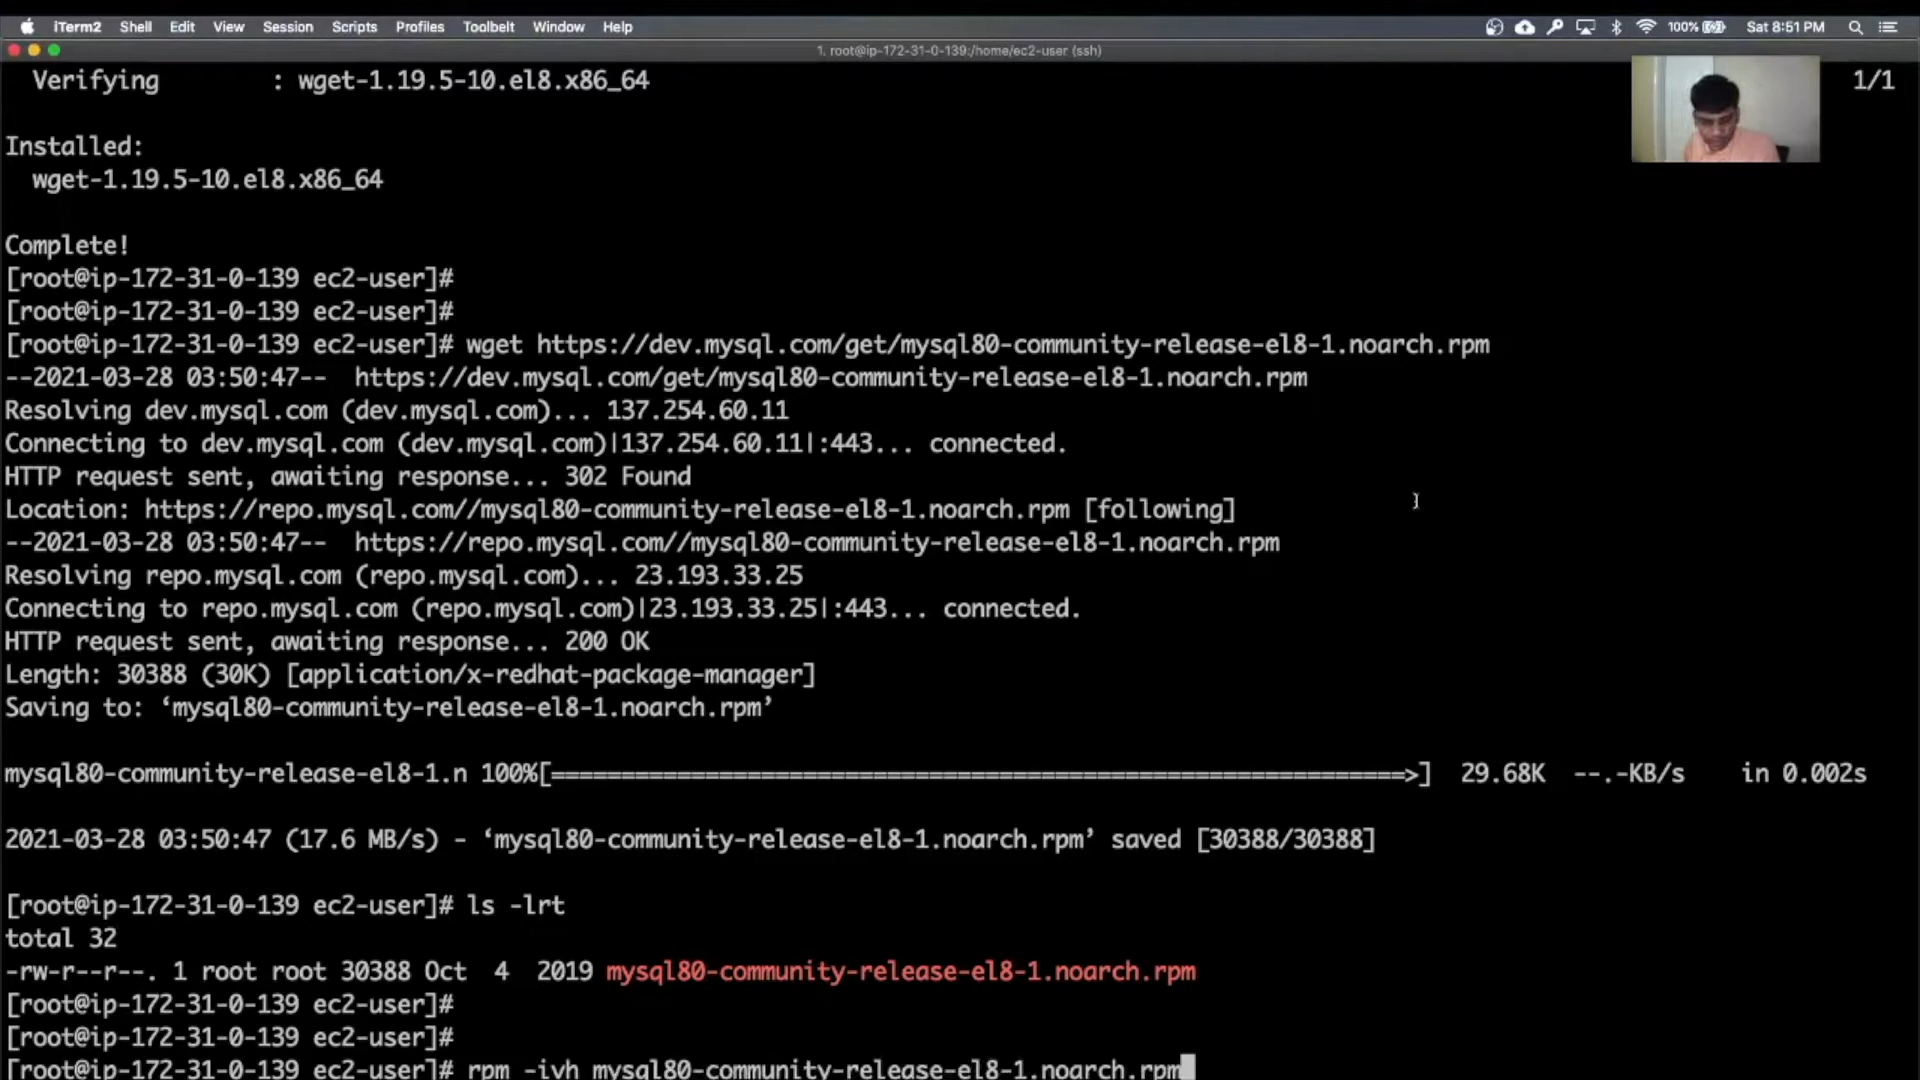 iTerm2 Shell Edit View Session Scripts Profiles Toolbelt Window Help 100% Sat 8:51 PM
1. root@ip-172-31-0-139:/home/ec2-user (ssh)
Verifying : wget-1.19.5-10.el8.x86_64 1/1
Installed:
wget-1.19.5-10.el8.x86_64
Complete!
[root@ip-172-31-0-139 ec2-user]#
[root@ip-172-31-0-139 ec2-user]#
[root@ip-172-31-0-139 ec2-user]# wget https://dev.mysql.com/get/mysql80-community-release-el8-1.noarch.rpm
--2021-03-28 03:50:47-- https://dev.mysql.com/get/mysql80-community-release-el8-1.noarch.rpm
Resolving dev.mysql.com (dev.mysql.com)... 137.254.60.11
Connecting to dev.mysql.com (dev.mysql.com)|137.254.60.11|:443... connected.
HTTP request sent, awaiting response... 302 Found
Location: https://repo.mysql.com//mysql80-community-release-el8-1.noarch.rpm [following]
--2021-03-28 03:50:47-- https://repo.mysql.com//mysql80-community-release-el8-1.noarch.rpm
Resolving repo.mysql.com (repo.mysql.com)... 23.193.33.25
Connecting to repo.mysql.com (repo.mysql.com)|23.193.33.25|:443... connected.
HTTP request sent, awaiting response... 200 OK
Length: 30388 (30K) [application/x-redhat-package-manager]
Saving to: ‘mysql80-community-release-el8-1.noarch.rpm’
mysql80-community-release-el8-1.n 100%[=============================================================>] 29.68K --.-KB/s in 0.002s
2021-03-28 03:50:47 (17.6 MB/s) - ‘mysql80-community-release-el8-1.noarch.rpm’ saved [30388/30388]
[root@ip-172-31-0-139 ec2-user]# ls -lrt
total 32
-rw-r--r--. 1 root root 30388 Oct 4 2019 mysql80-community-release-el8-1.noarch.rpm
[root@ip-172-31-0-139 ec2-user]#
[root@ip-172-31-0-139 ec2-user]#
[root@ip-172-31-0-139 ec2-user]# rpm -ivh mysql80-community-release-el8-1.noarch.rpm